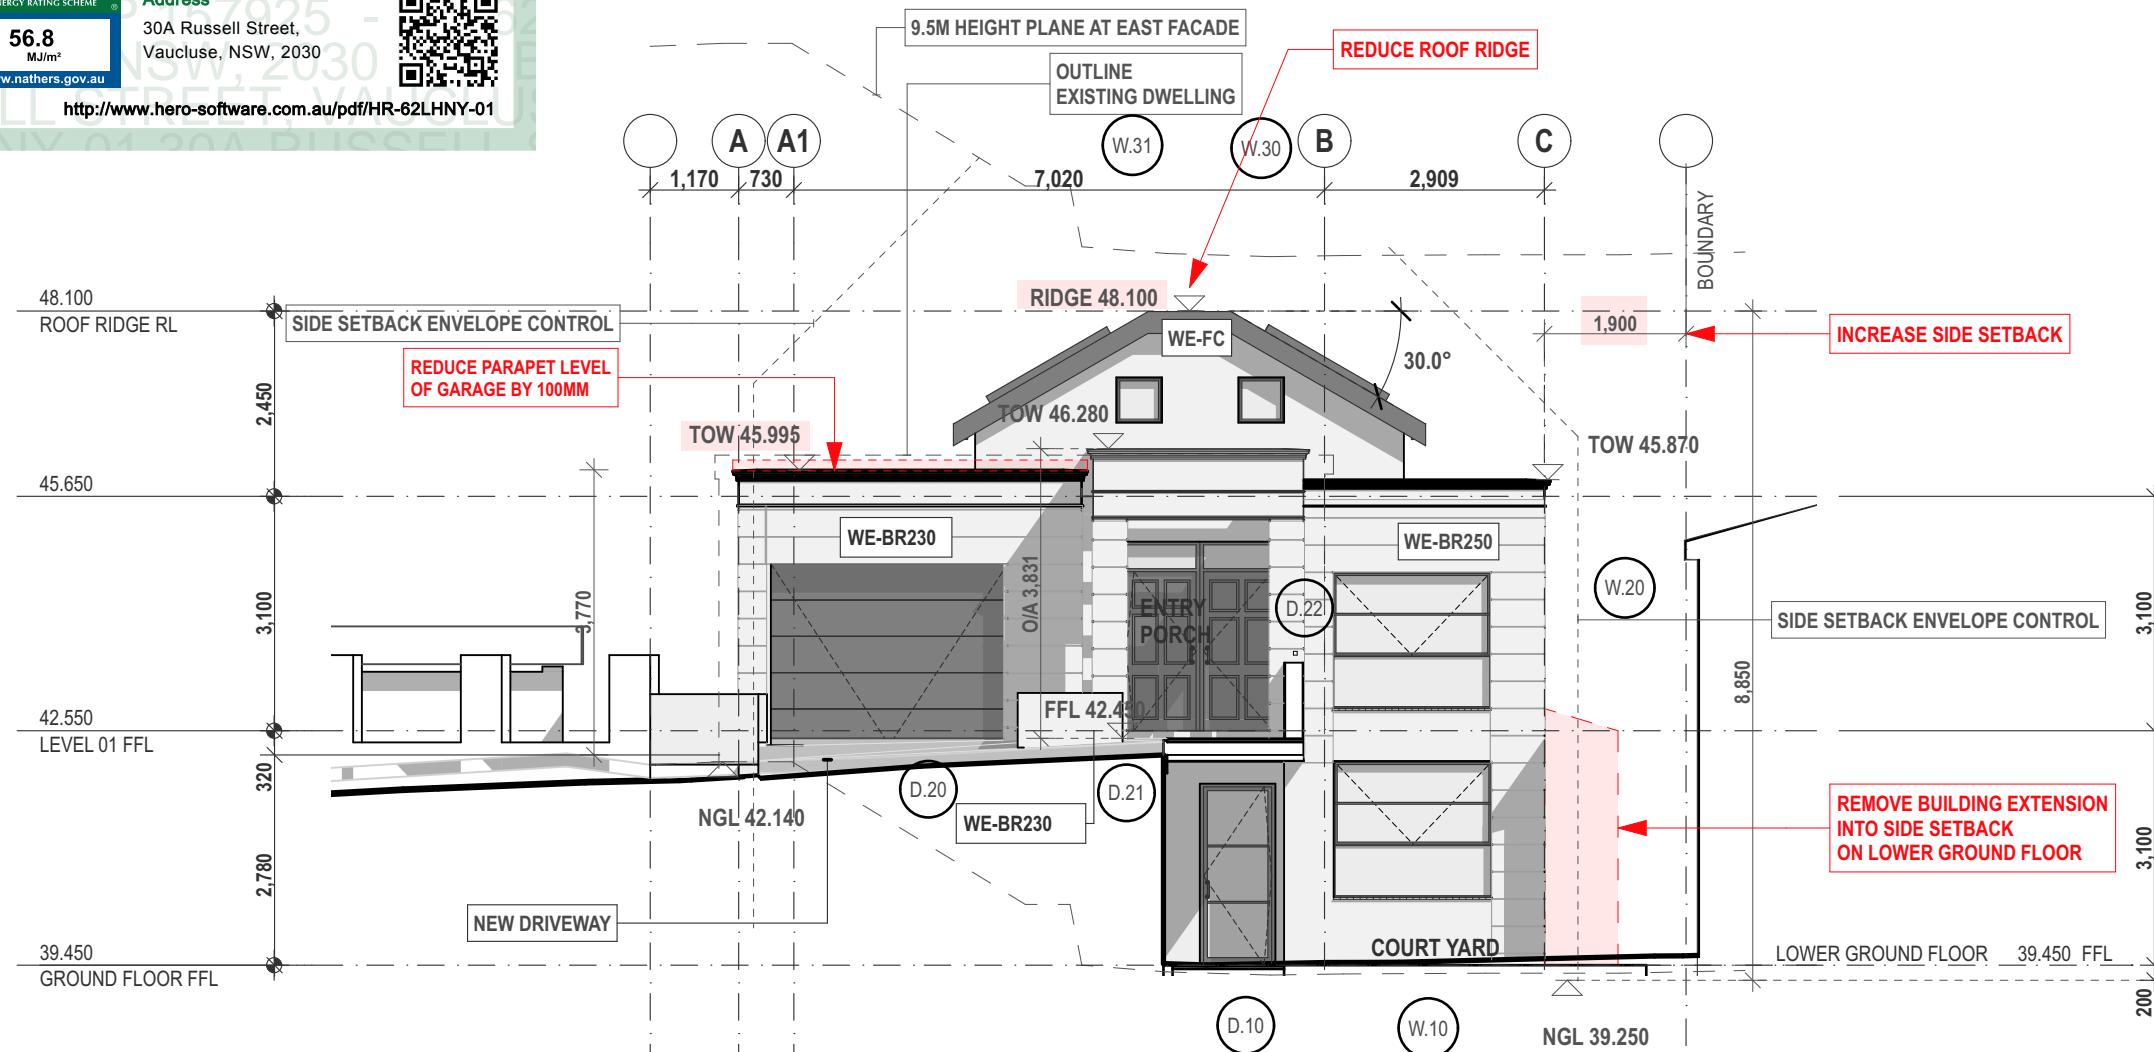 ENERGY RATING SCHEME ®
56.8
MJ/m²
www.nathers.gov.au
Address
30A Russell Street,
Vaucluse, NSW, 2030
http://www.hero-software.com.au/pdf/HR-62LHNY-01
9.5M HEIGHT PLANE AT EAST FACADE
REDUCE ROOF RIDGE
OUTLINE
EXISTING DWELLING
A
A1
W.31
W.30
B
C
1,170
730
7,020
2,909
BOUNDARY
48.100
ROOF RIDGE RL
SIDE SETBACK ENVELOPE CONTROL
RIDGE 48.100
WE-FC
30.0°
1,900
INCREASE SIDE SETBACK
REDUCE PARAPET LEVEL
OF GARAGE BY 100MM
2,450
TOW 46.280
TOW 45.995
TOW 45.870
45.650
WE-BR230
WE-BR250
O/A 3,831
3,770
3,100
ENTRY
PORCH
D.22
W.20
3,100
SIDE SETBACK ENVELOPE CONTROL
8,850
FFL 42.450
42.550
LEVEL 01 FFL
320
D.20
D.21
NGL 42.140
WE-BR230
REMOVE BUILDING EXTENSION
INTO SIDE SETBACK
ON LOWER GROUND FLOOR
2,780
3,100
NEW DRIVEWAY
COURT YARD
39.450
GROUND FLOOR FFL
LOWER GROUND FLOOR 39.450 FFL
200
D.10
W.10
NGL 39.250